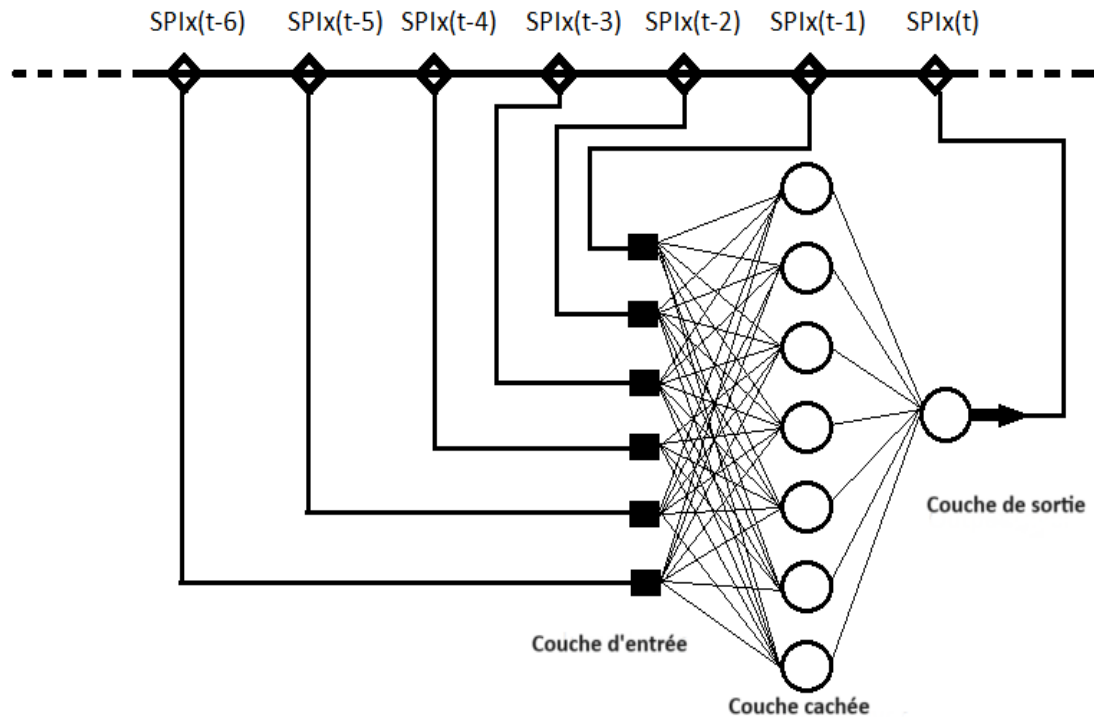 SPIx(t-6) SPIx(t-5) SPIx(t-4) SPIx(t-3) SPIx(t-2) SPIx(t-1) SPIx(t)
Couche de sortie
Couche d'entrée
Couche cachée